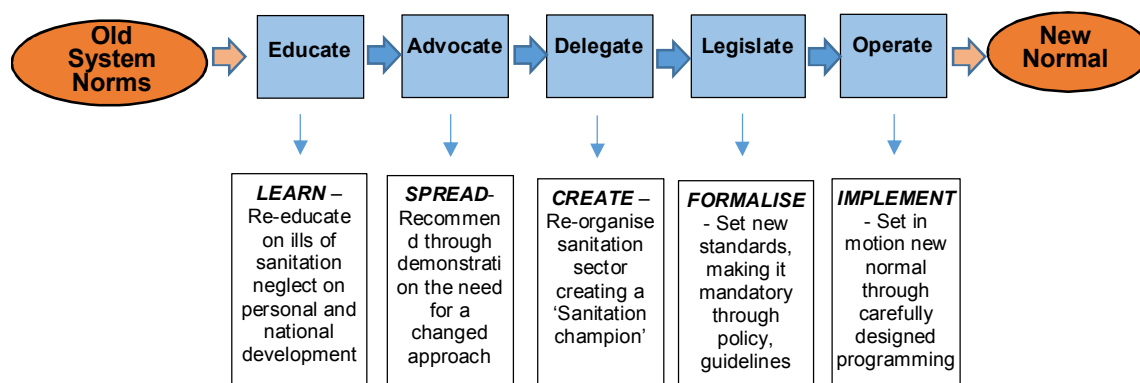 Old
System
Norms
Educate
Advocate
Delegate
Legislate
Operate
New
Normal
LEARN –
Re-educate
on ills of
sanitation
neglect on
personal and
national
development
SPREAD-
Recommen
d through
demonstrati
on the need
for a
changed
approach
CREATE –
Re-organise
sanitation
sector
creating a
‘Sanitation
champion’
FORMALISE
- Set new
standards,
making it
mandatory
through
policy,
guidelines
IMPLEMENT
- Set in
motion new
normal
through
carefully
designed
programming